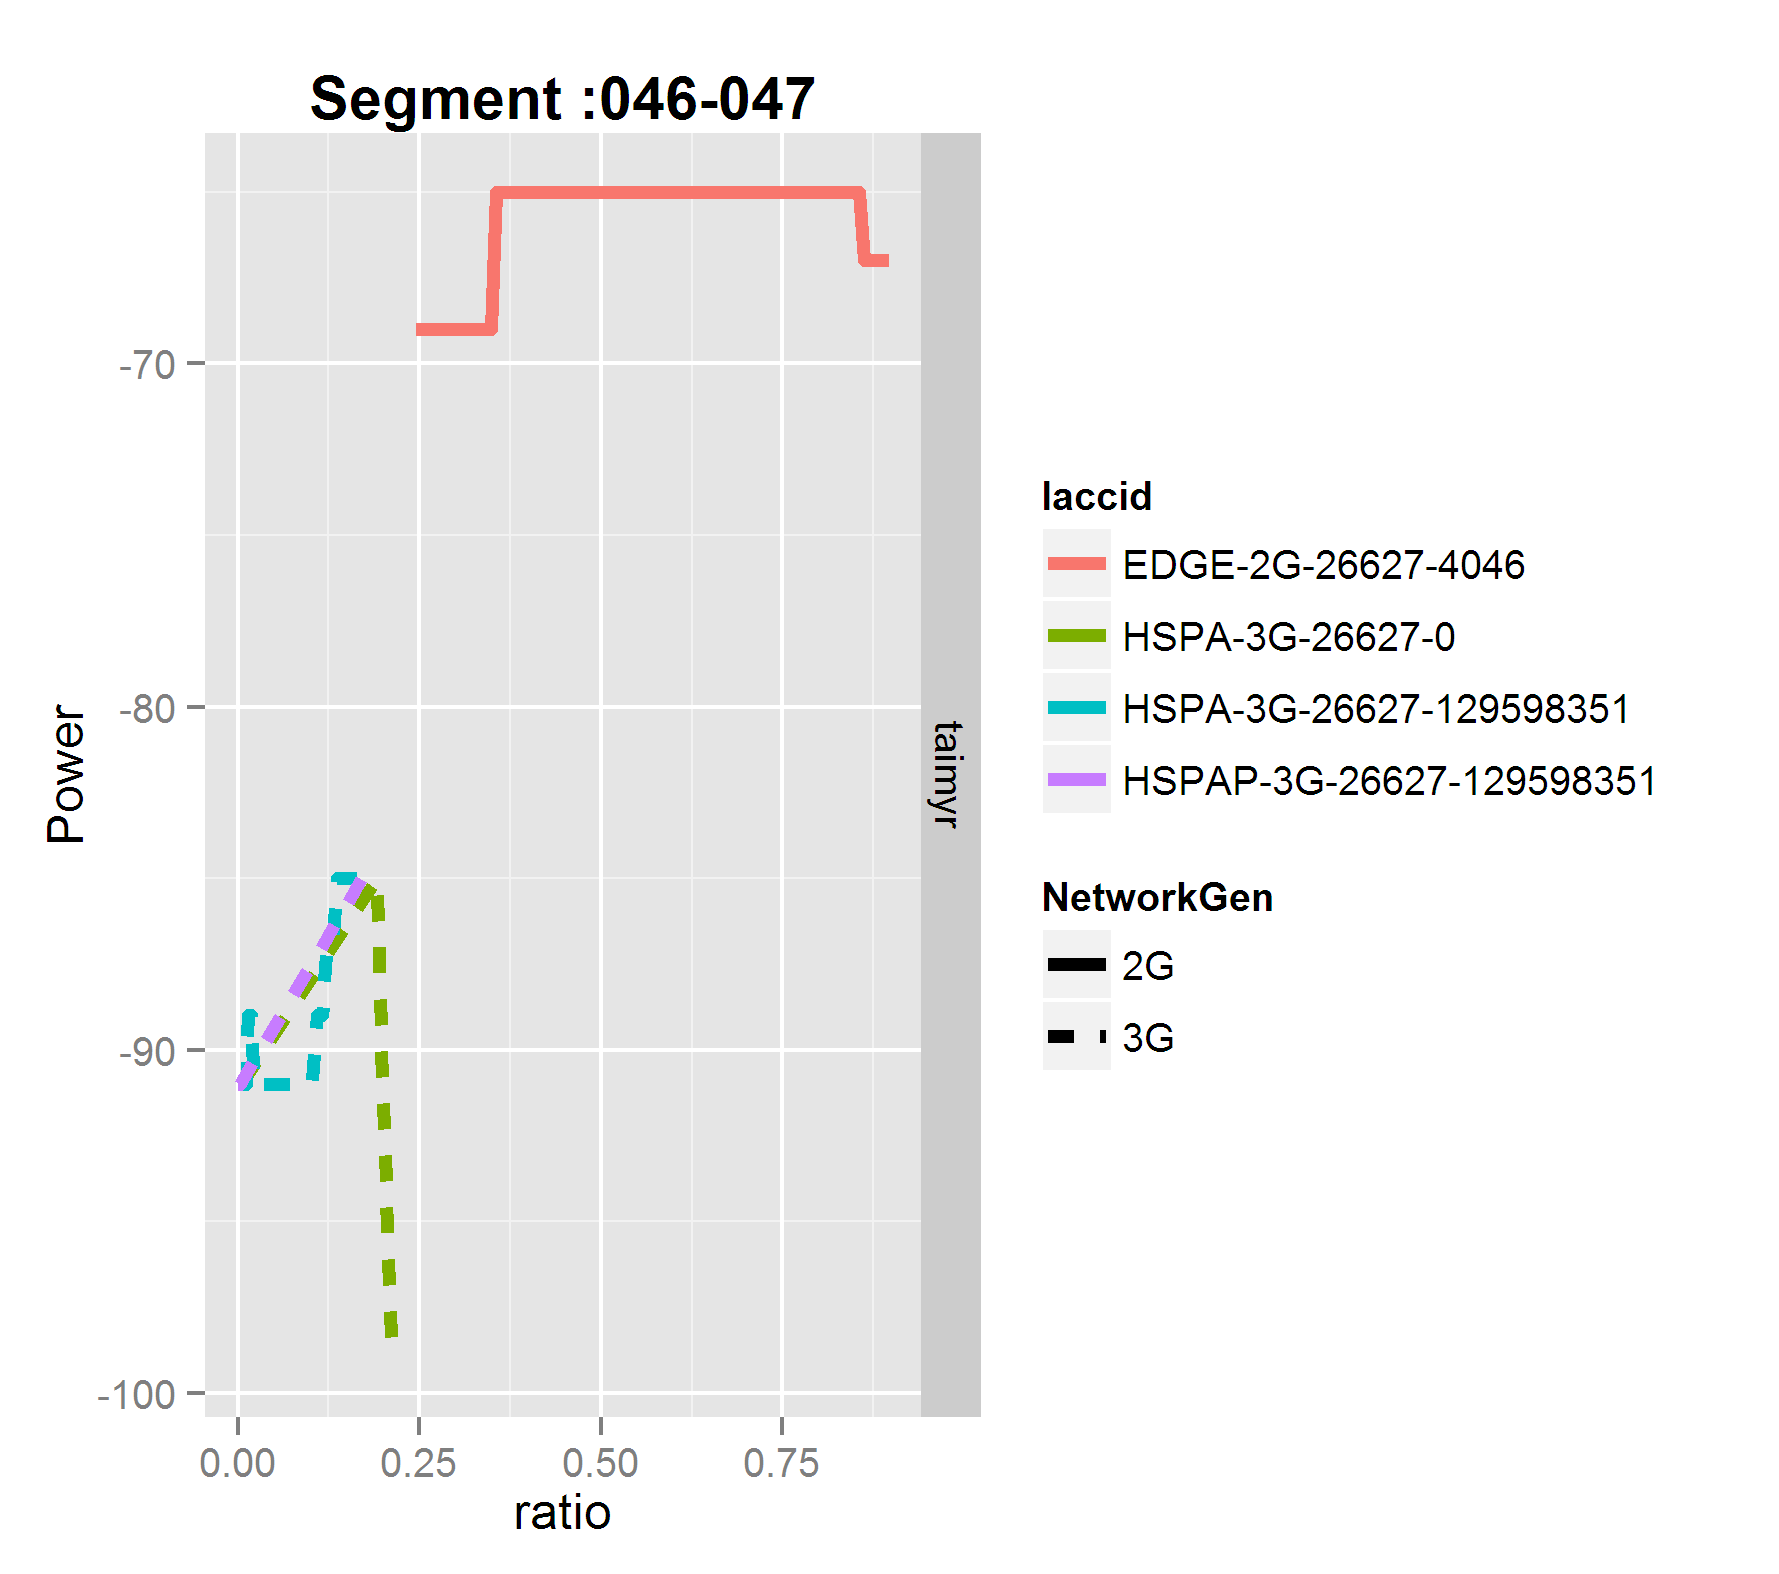 Segment :046-047
Power
-70
-80
-90
-100
0.00 0.25 0.50 0.75
ratio
taimyr
laccid
EDGE-2G-26627-4046
HSPA-3G-26627-0
HSPA-3G-26627-129598351
HSPAP-3G-26627-129598351
NetworkGen
2G
3G